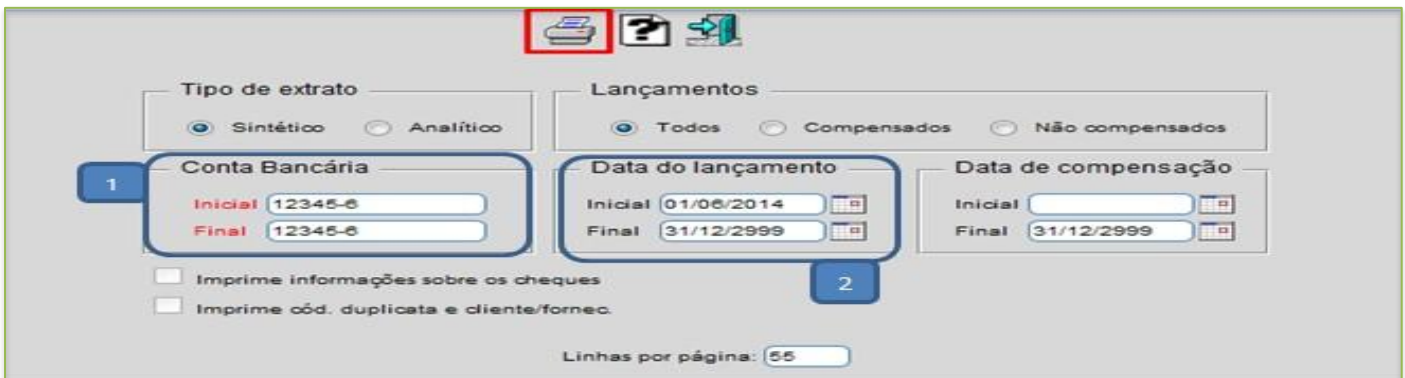 Tipo de extrato
Sintético Analítico
Lançamentos
Todos Compensados Não compensados
1
Conta Bancária
Inicial 12345-6
Final 12345-6
Data do lançamento
Inicial 01/06/2014
Final 31/12/2999
2
Data de compensação
Inicial
Final 31/12/2999
Imprime informações sobre os cheques
Imprime cód. duplicata e cliente/fornec.
Linhas por página: 55